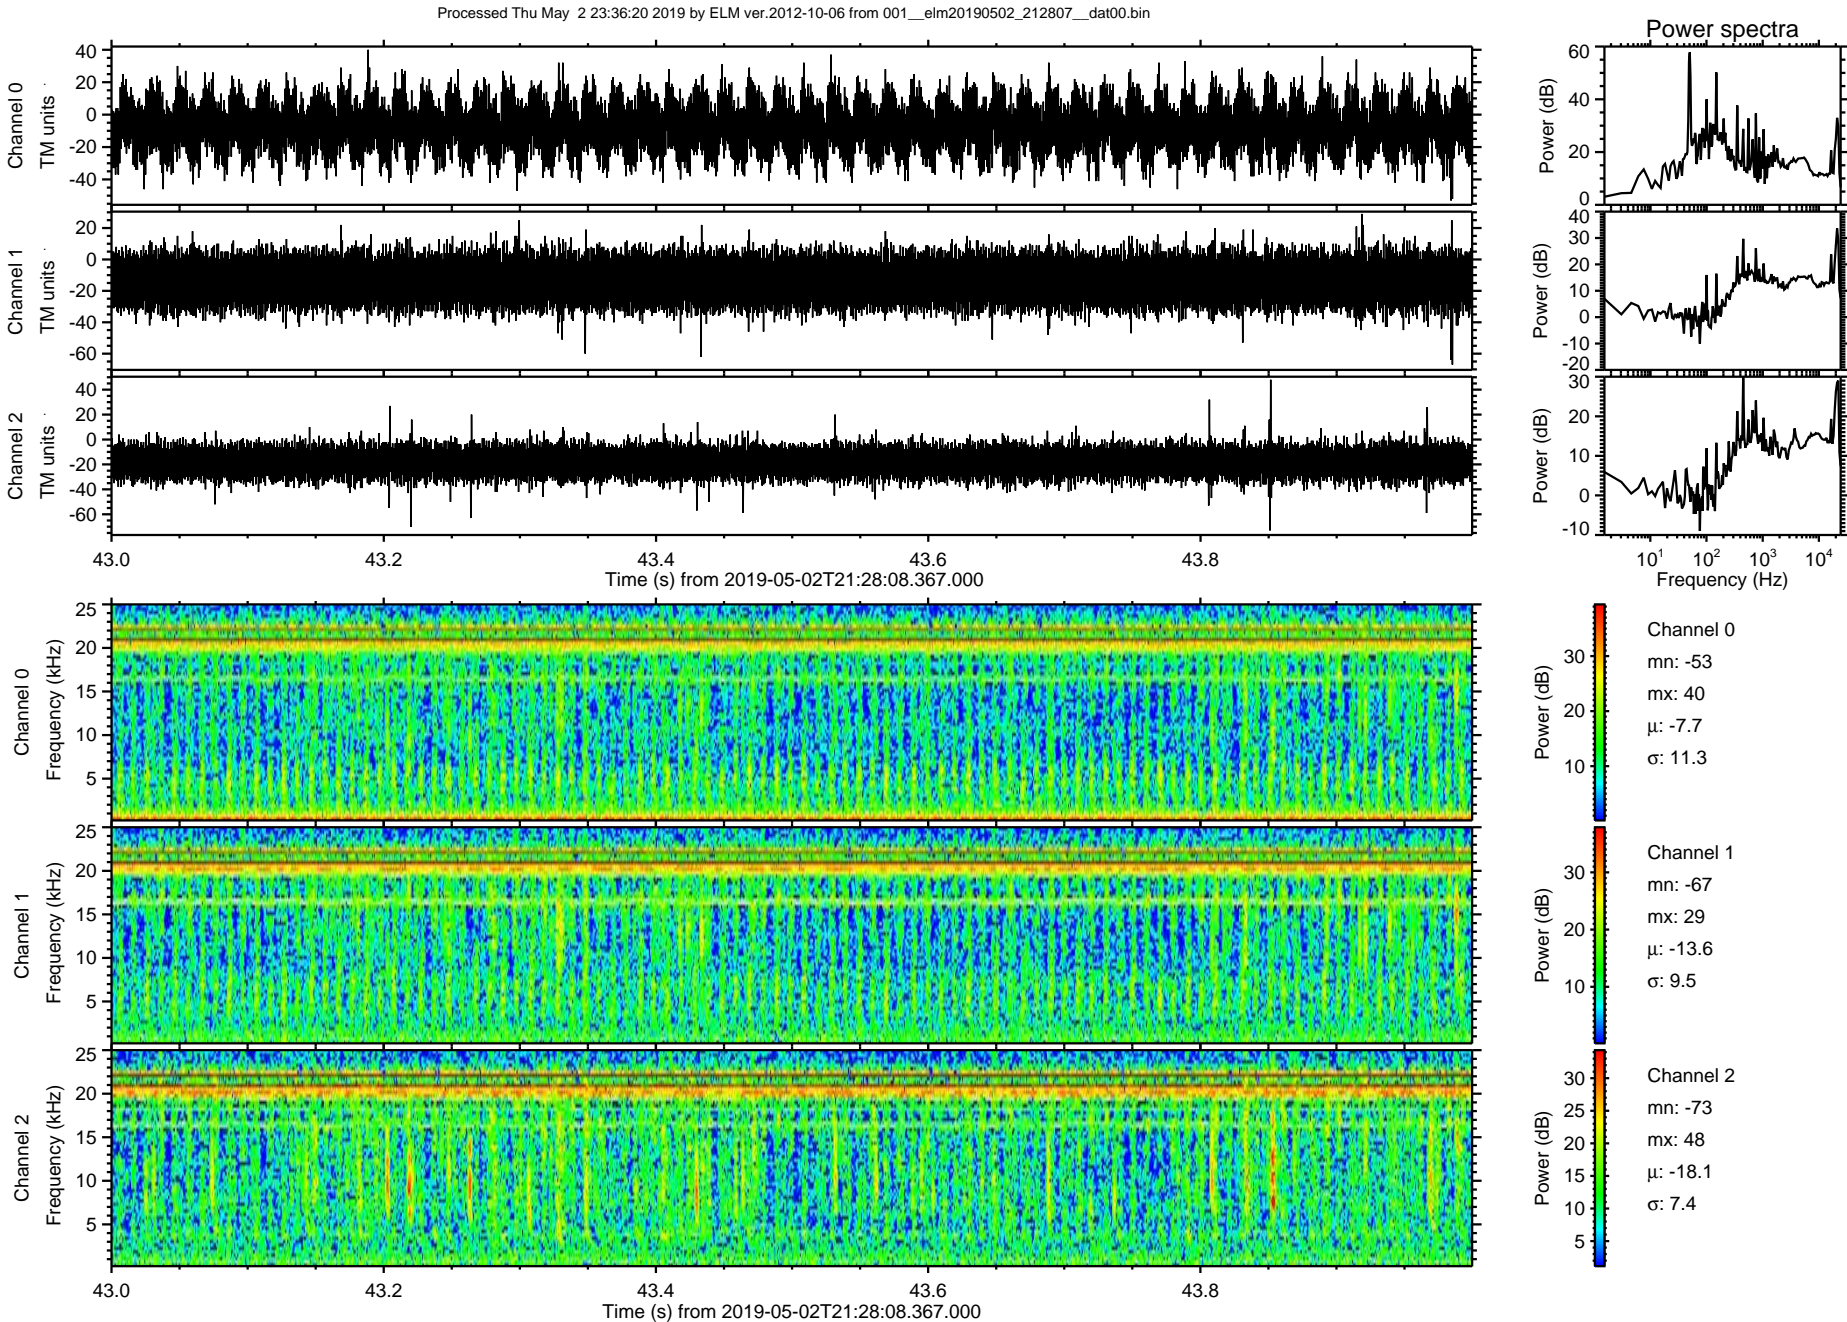 Processed Thu May  2 23:36:20 2019 by ELM ver.2012-10-06 from 001__elm20190502_212807__dat00.bin
Power spectra
Channel 0
TM units
40
20
0
-20
-40
Power (dB)
60
40
20
0
Channel 1
TM units
20
0
-20
-40
-60
Power (dB)
40
30
20
10
0
-10
-20
Channel 2
TM units
40
20
0
-20
-40
-60
Power (dB)
30
20
10
0
-10
43.0 43.2 43.4 43.6 43.8
Time (s) from 2019-05-02T21:28:08.367.000
10^1 10^2 10^3 10^4
Frequency (Hz)
Channel 0
Frequency (kHz)
25
20
15
10
5
Power (dB)
30
20
10
Channel 0
mn: -53
mx: 40
μ: -7.7
σ: 11.3
Channel 1
Frequency (kHz)
25
20
15
10
5
Power (dB)
30
20
10
Channel 1
mn: -67
mx: 29
μ: -13.6
σ: 9.5
Channel 2
Frequency (kHz)
25
20
15
10
5
Power (dB)
30
25
20
15
10
5
Channel 2
mn: -73
mx: 48
μ: -18.1
σ: 7.4
43.0 43.2 43.4 43.6 43.8
Time (s) from 2019-05-02T21:28:08.367.000